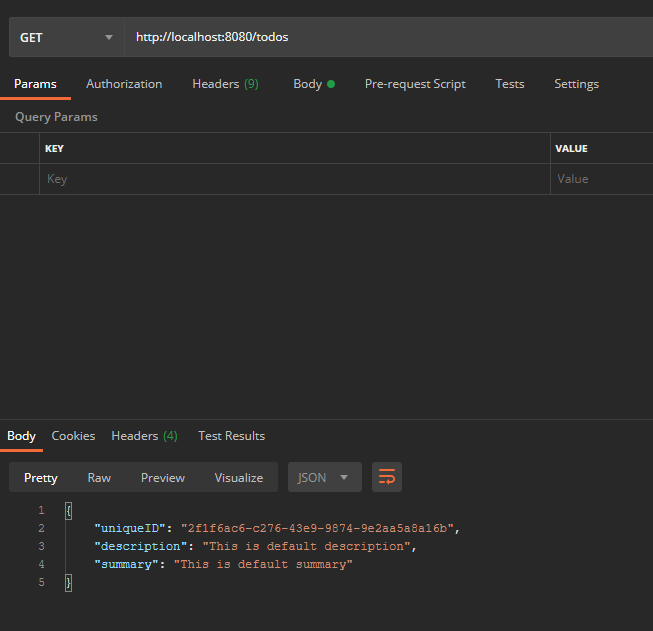 GET http://localhost:8080/todos
Params Authorization Headers (9) Body Pre-request Script Tests Settings
Query Params
KEY VALUE
Key Value
Body Cookies Headers (4) Test Results
Pretty Raw Preview Visualize JSON
1 {
2 "uniqueID": "2f1f6ac6-c276-43e9-9874-9e2aa5a8a16b",
3 "description": "This is default description",
4 "summary": "This is default summary"
5 }